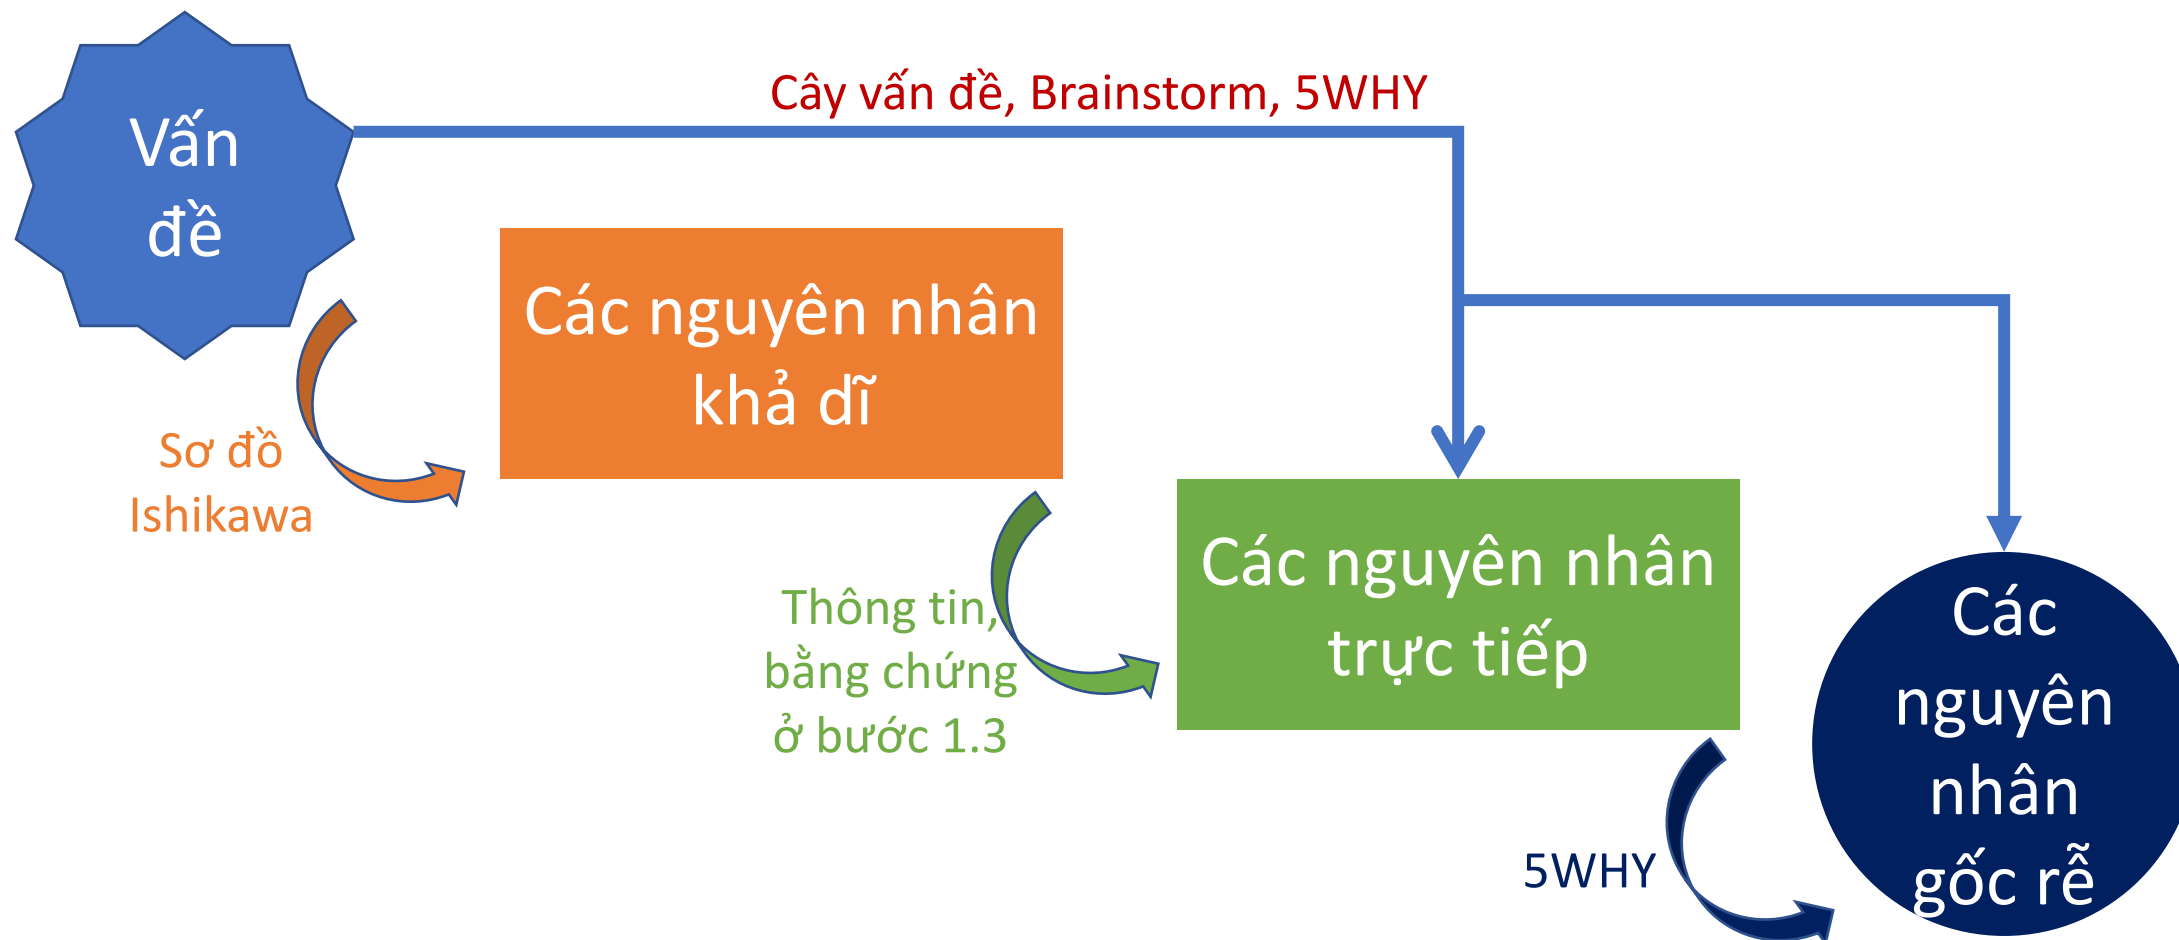 Vấn
đề
Cây vấn đề, Brainstorm, 5WHY
Các nguyên nhân
khả dĩ
Sơ đồ
Ishikawa
Các nguyên nhân
trực tiếp
Thông tin,
bằng chứng
ở bước 1.3
Các
nguyên
nhân
gốc rễ
5WHY